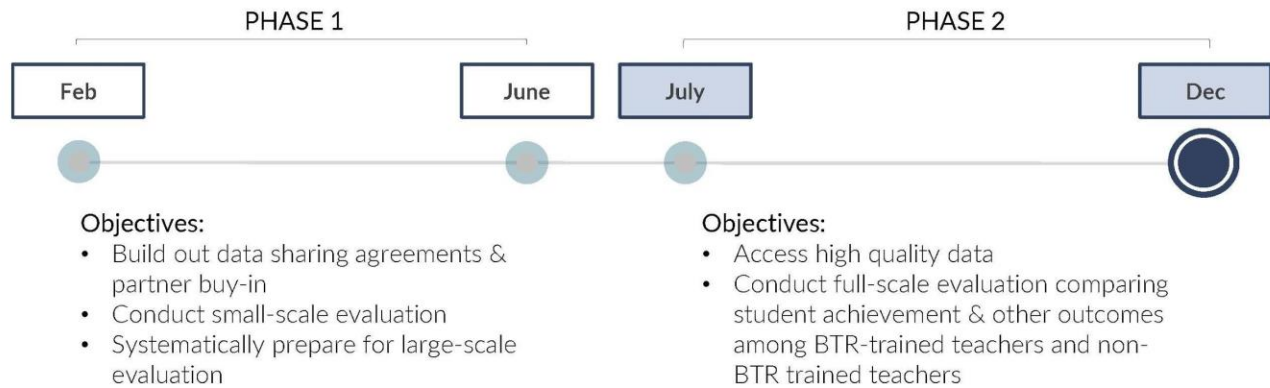 PHASE 1
PHASE 2
Feb
June
July
Dec
Objectives:
• Build out data sharing agreements &
partner buy-in
• Conduct small-scale evaluation
• Systematically prepare for large-scale
evaluation
Objectives:
• Access high quality data
• Conduct full-scale evaluation comparing
student achievement & other outcomes
among BTR-trained teachers and non-
BTR trained teachers